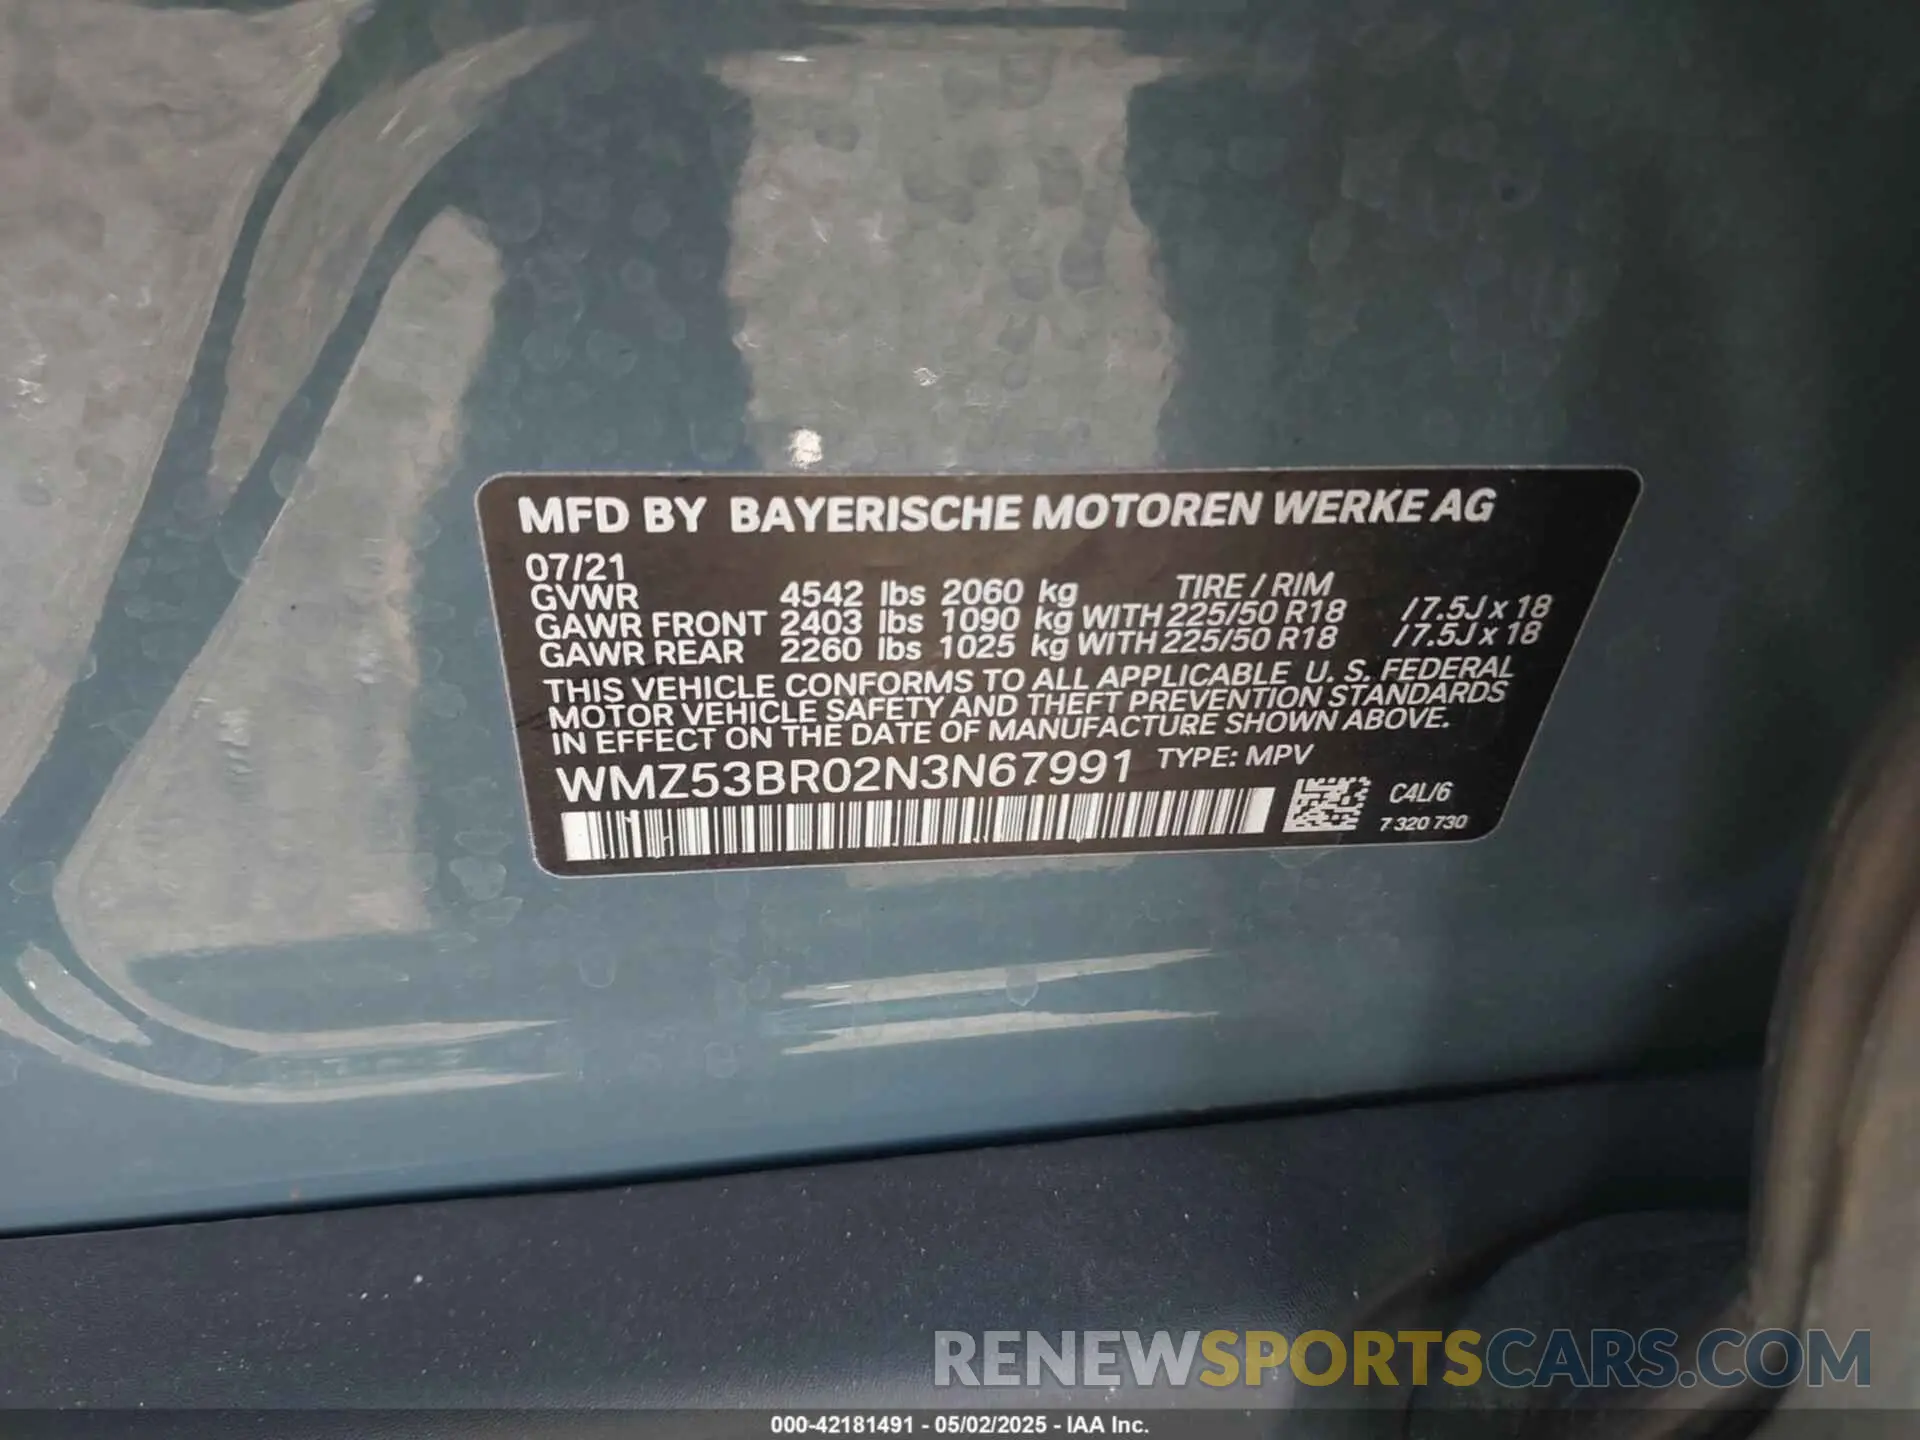 MFD BY BAYERISCHE MOTOREN WERKE AG
07/21
GVWR 4542 lbs 2060 kg TIRE / RIM
GAWR FRONT 2403 lbs 1090 kg WITH 225/50 R18 / 7.5J x 18
GAWR REAR 2260 lbs 1025 kg WITH 225/50 R18 / 7.5J x 18
THIS VEHICLE CONFORMS TO ALL APPLICABLE U. S. FEDERAL
MOTOR VEHICLE SAFETY AND THEFT PREVENTION STANDARDS
IN EFFECT ON THE DATE OF MANUFACTURE SHOWN ABOVE.
WMZ53BR02N3N67991 TYPE: MPV
C4L/6
7 320 730
RENEWSPORTSCARS.COM
000-42181491 - 05/02/2025 - IAA Inc.